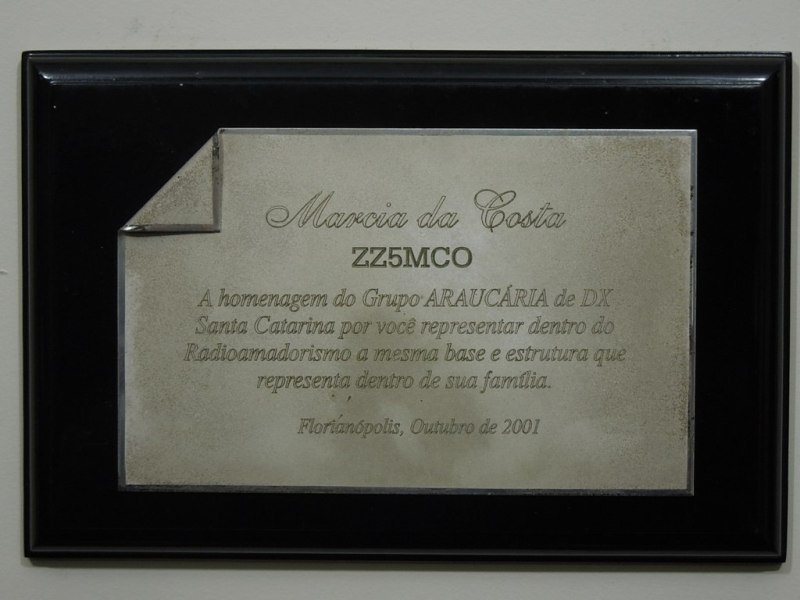 Marcia da Costa
ZZ5MCO
A homenagem do Grupo ARAUCÁRIA de DX
Santa Catarina por você representar dentro do
Radioamadorismo a mesma base e estrutura que
representa dentro de sua família.
Florianópolis, Outubro de 2001